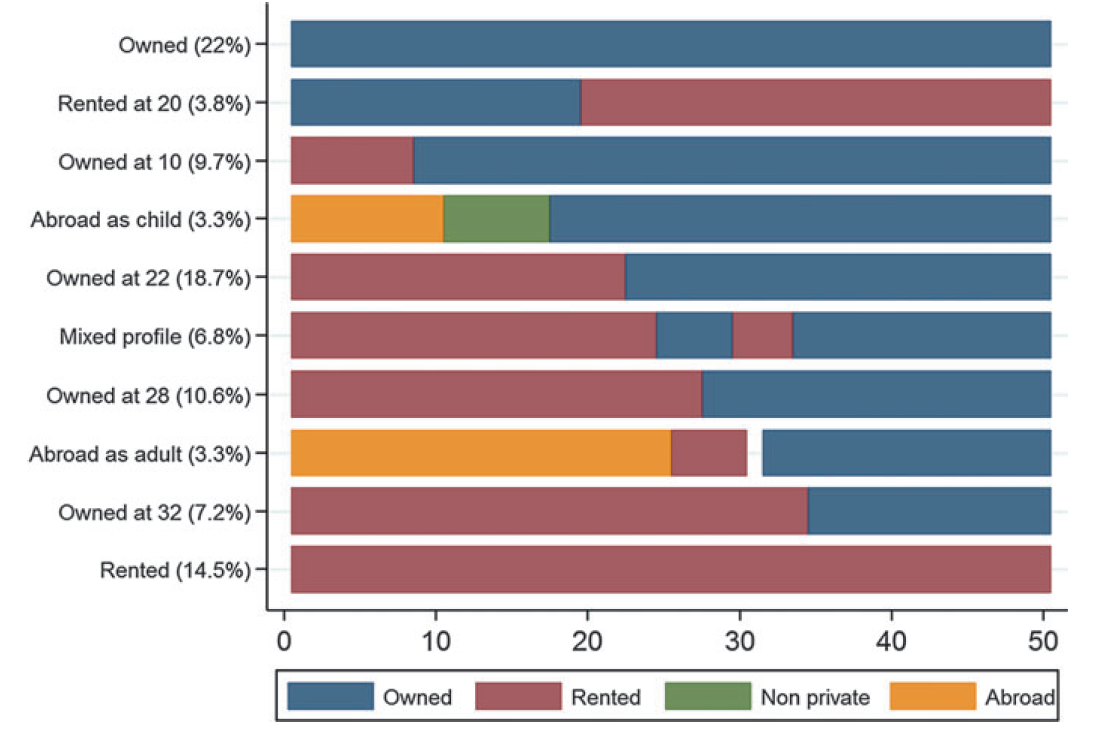 Owned (22%)
Rented at 20 (3.8%)
Owned at 10 (9.7%)
Abroad as child (3.3%)
Owned at 22 (18.7%)
Mixed profile (6.8%)
Owned at 28 (10.6%)
Abroad as adult (3.3%)
Owned at 32 (7.2%)
Rented (14.5%)
0 10 20 30 40 50
Owned Rented Non private Abroad